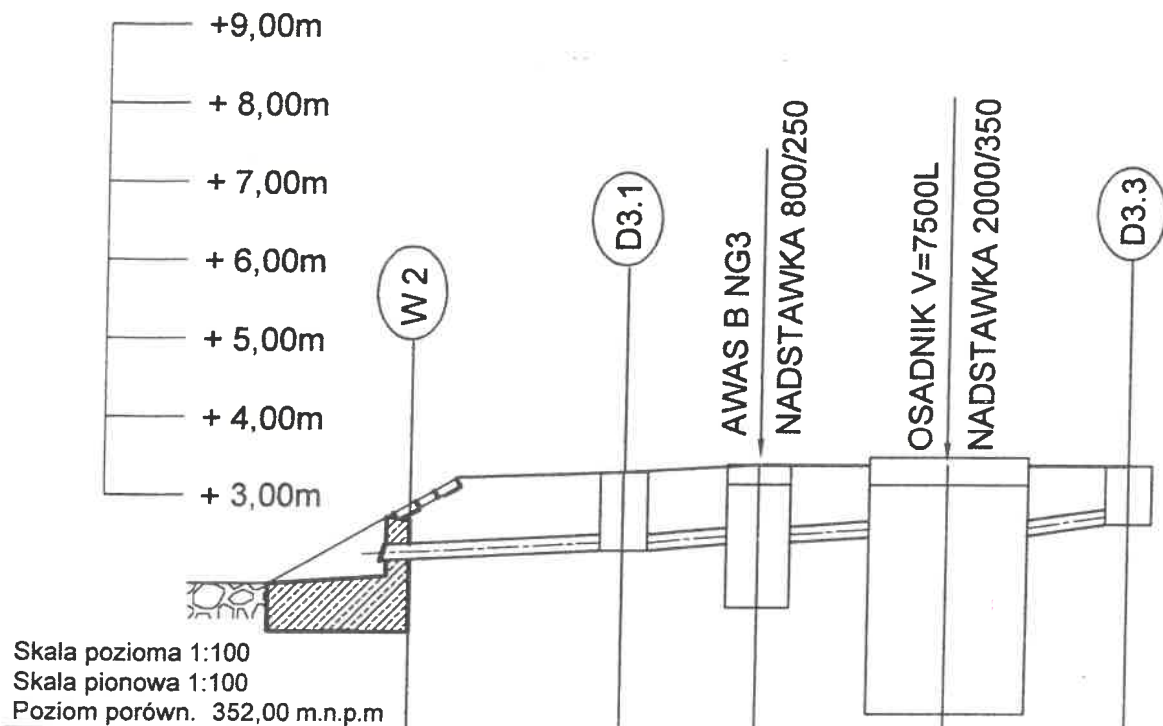 +9,00m
+ 8,00m
+ 7,00m
+ 6,00m
+ 5,00m
+ 4,00m
+ 3,00m
W 2
D3.1
AWAS B NG3
NADSTAWKA 800/250
OSADNIK V=7500L
NADSTAWKA 2000/350
D3.3
Skala pozioma 1:100
Skala pionowa 1:100
Poziom porówn. 352,00 m.n.p.m